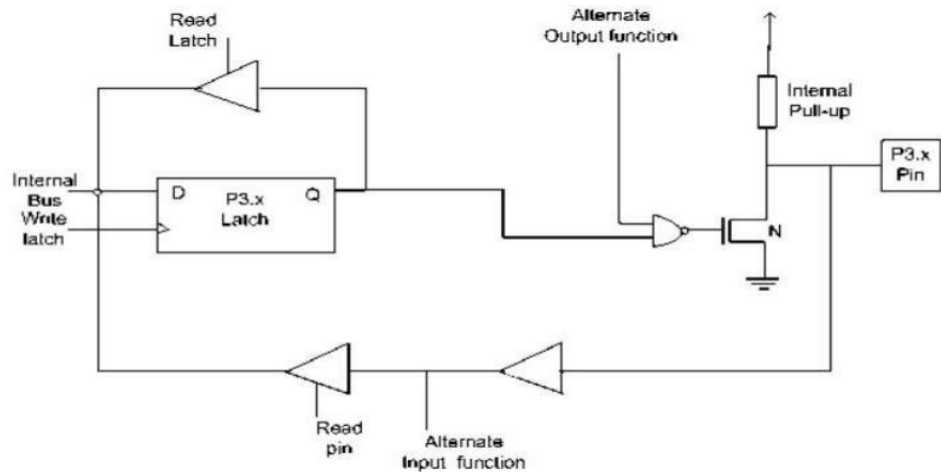 Read
Latch
Alternate
Output function
Internal
Pull-up
P3.x
Pin
Internal
Bus
Write
latch
D
P3.x
Latch
Q
N
Read
pin
Alternate
Input function